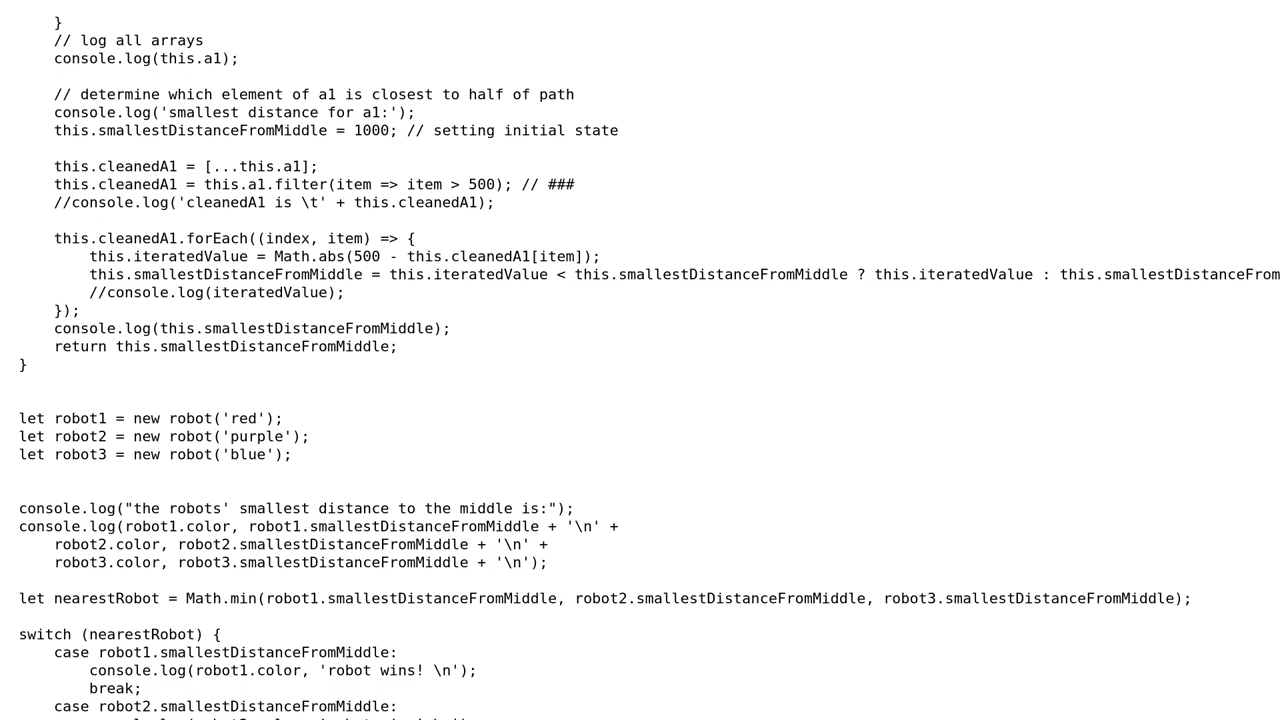 }
// log all arrays
console.log(this.a1);
// determine which element of a1 is closest to half of path
console.log('smallest distance for a1:');
this.smallestDistanceFromMiddle = 1000; // setting initial state
this.cleanedA1 = [...this.a1];
this.cleanedA1 = this.a1.filter(item => item > 500); // ###
//console.log('cleanedA1 is \t' + this.cleanedA1);
this.cleanedA1.forEach((index, item) => {
this.iteratedValue = Math.abs(500 - this.cleanedA1[item]);
this.smallestDistanceFromMiddle = this.iteratedValue < this.smallestDistanceFromMiddle ? this.iteratedValue : this.smallestDistanceFrom
//console.log(iteratedValue);
});
console.log(this.smallestDistanceFromMiddle);
return this.smallestDistanceFromMiddle;
}
let robot1 = new robot('red');
let robot2 = new robot('purple');
let robot3 = new robot('blue');
console.log("the robots' smallest distance to the middle is:");
console.log(robot1.color, robot1.smallestDistanceFromMiddle + '\n' +
robot2.color, robot2.smallestDistanceFromMiddle + '\n' +
robot3.color, robot3.smallestDistanceFromMiddle + '\n');
let nearestRobot = Math.min(robot1.smallestDistanceFromMiddle, robot2.smallestDistanceFromMiddle, robot3.smallestDistanceFromMiddle);
switch (nearestRobot) {
case robot1.smallestDistanceFromMiddle:
console.log(robot1.color, 'robot wins! \n');
break;
case robot2.smallestDistanceFromMiddle: